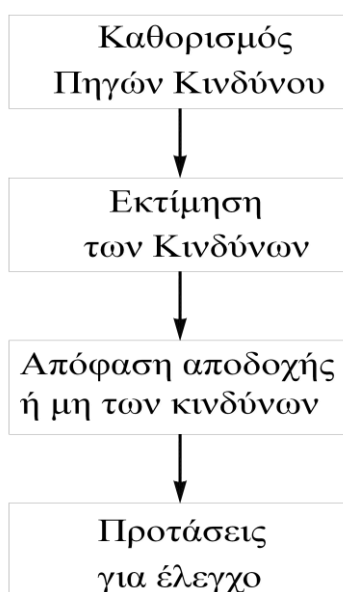 Καθορισμός
Πηγών Κινδύνου
Εκτίμηση
των Κινδύνων
Απόφαση αποδοχής
ή μη των κινδύνων
Προτάσεις
για έλεγχο